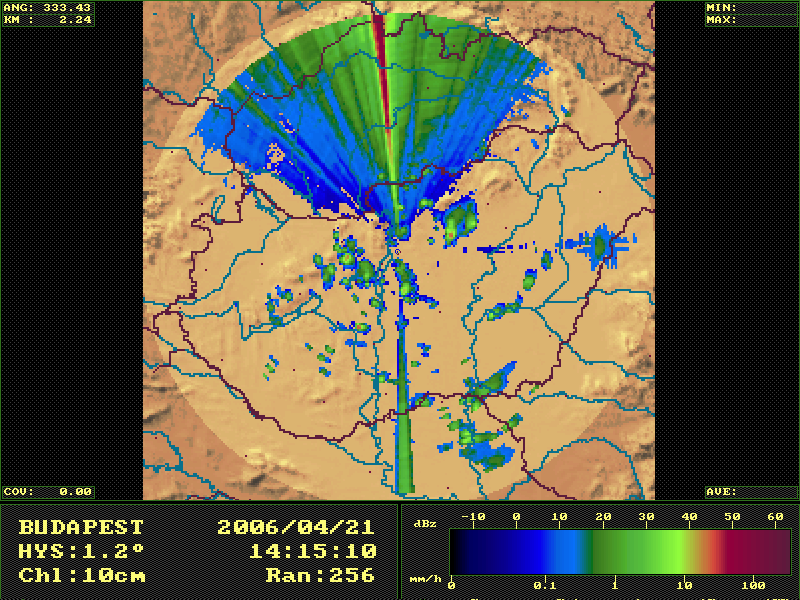 ANG: 333.43
KM : 2.24
MIN:
MAX:
COV: 0.00
AVE:
BUDAPEST 2006/04/21
HYS:1.2° 14:15:10
Chl:10cm Ran:256
dBz -10 0 10 20 30 40 50 60
mm/h 0 0.1 1 10 100